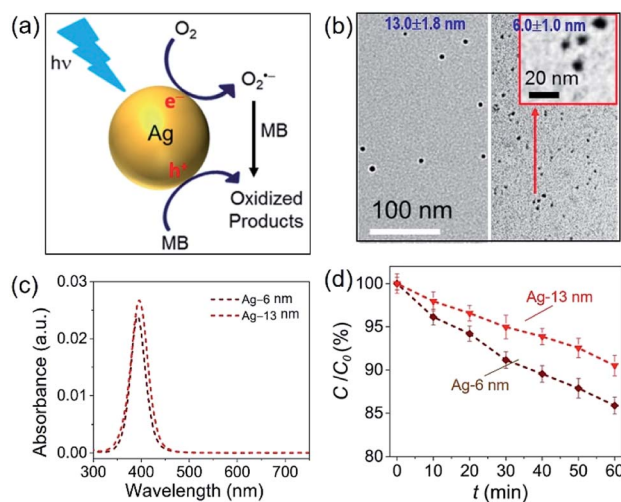 (a)
hν
O₂
e⁻
O₂•−
Ag
MB
h⁺
Oxidized
Products
MB
(b)
13.0±1.8 nm
6.0±1.0 nm
20 nm
100 nm
(c)
Absorbance (a.u.)
0.03
0.02
0.01
0.00
Ag–6 nm
Ag–13 nm
300 400 500 600 700
Wavelength (nm)
(d)
C/C₀ (%)
100
95
90
85
80
Ag-13 nm
Ag-6 nm
0 10 20 30 40 50 60
t (min)